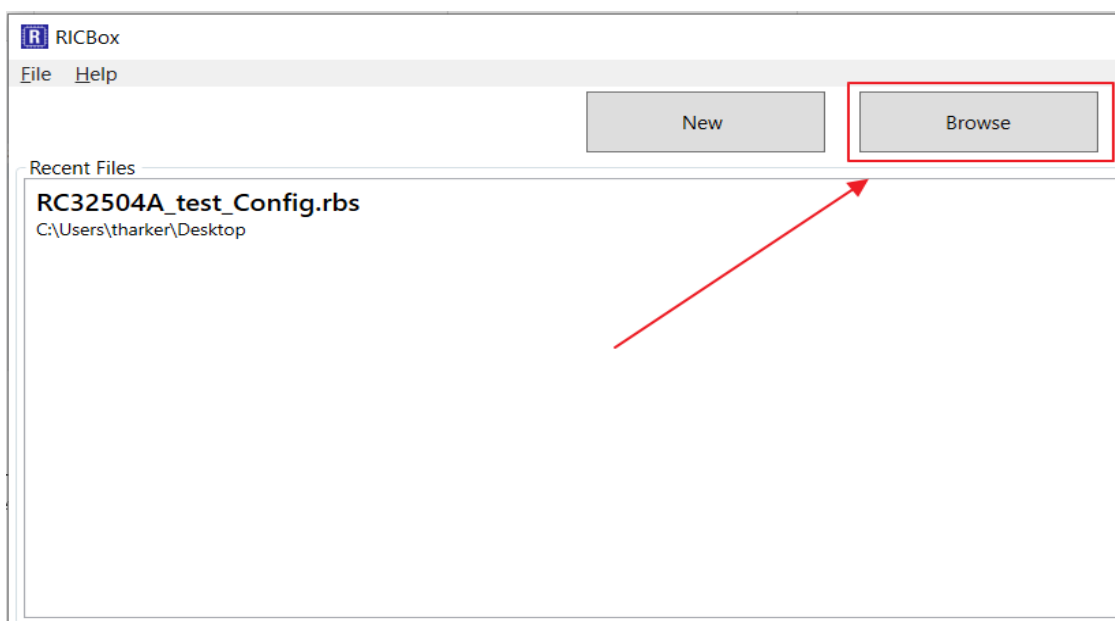 R RICBox
File Help
New Browse
Recent Files
RC32504A_test_Config.rbs
C:\Users\tharker\Desktop